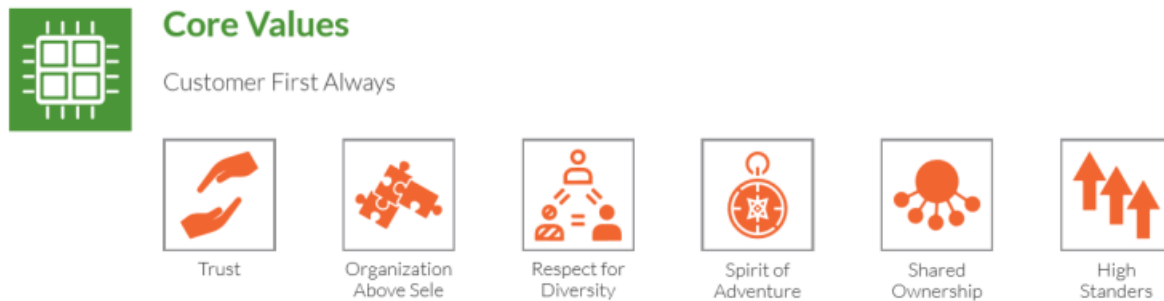 Core Values
Customer First Always
Trust
Organization
Above Sele
Respect for
Diversity
Spirit of
Adventure
Shared
Ownership
High
Standers